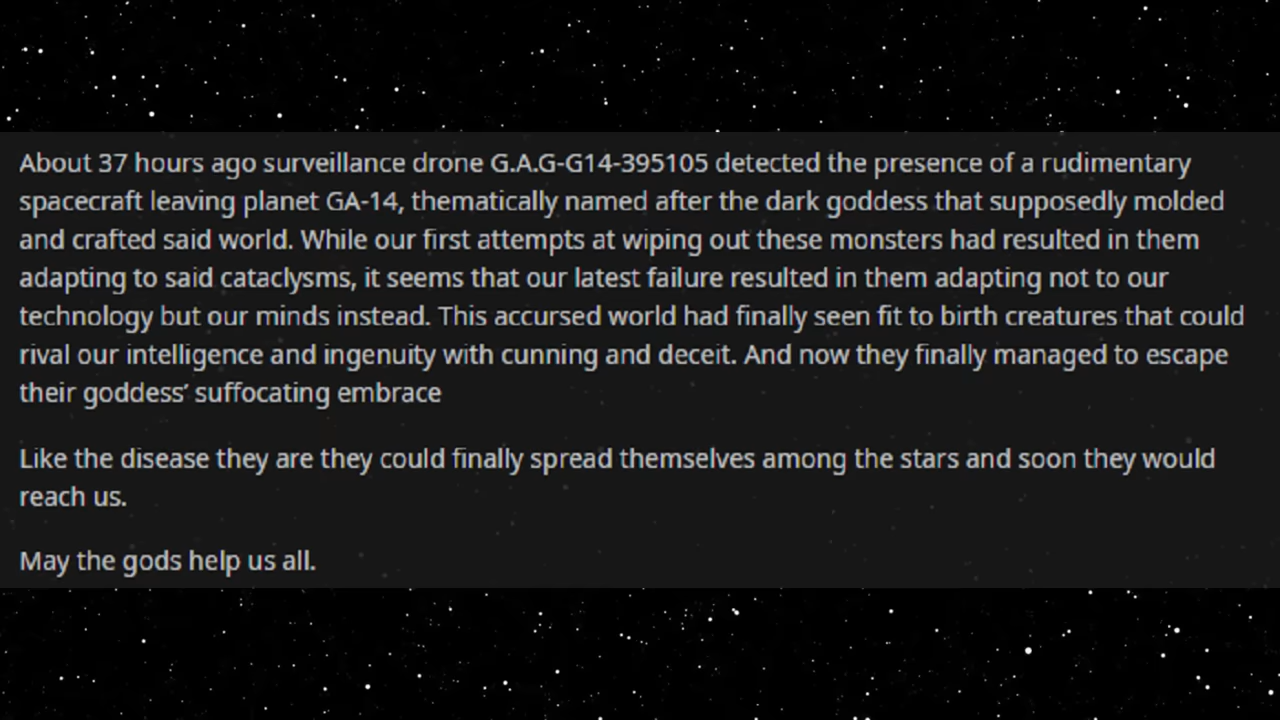 About 37 hours ago surveillance drone G.A.G-G14-395105 detected the presence of a rudimentary
spacecraft leaving planet GA-14, thematically named after the dark goddess that supposedly molded
and crafted said world. While our first attempts at wiping out these monsters had resulted in them
adapting to said cataclysms, it seems that our latest failure resulted in them adapting not to our
technology but our minds instead. This accursed world had finally seen fit to birth creatures that could
rival our intelligence and ingenuity with cunning and deceit. And now they finally managed to escape
their goddess’ suffocating embrace
Like the disease they are they could finally spread themselves among the stars and soon they would
reach us.
May the gods help us all.